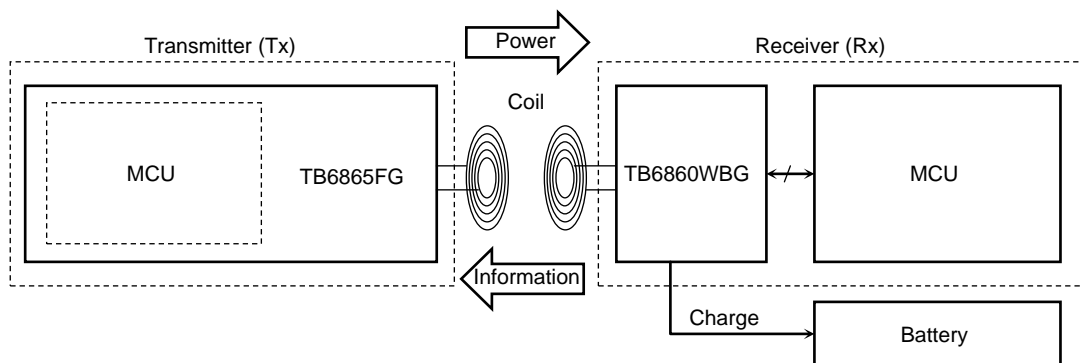 Transmitter (Tx)
Power
Receiver (Rx)
Coil
MCU
TB6865FG
TB6860WBG
MCU
Information
Charge
Battery